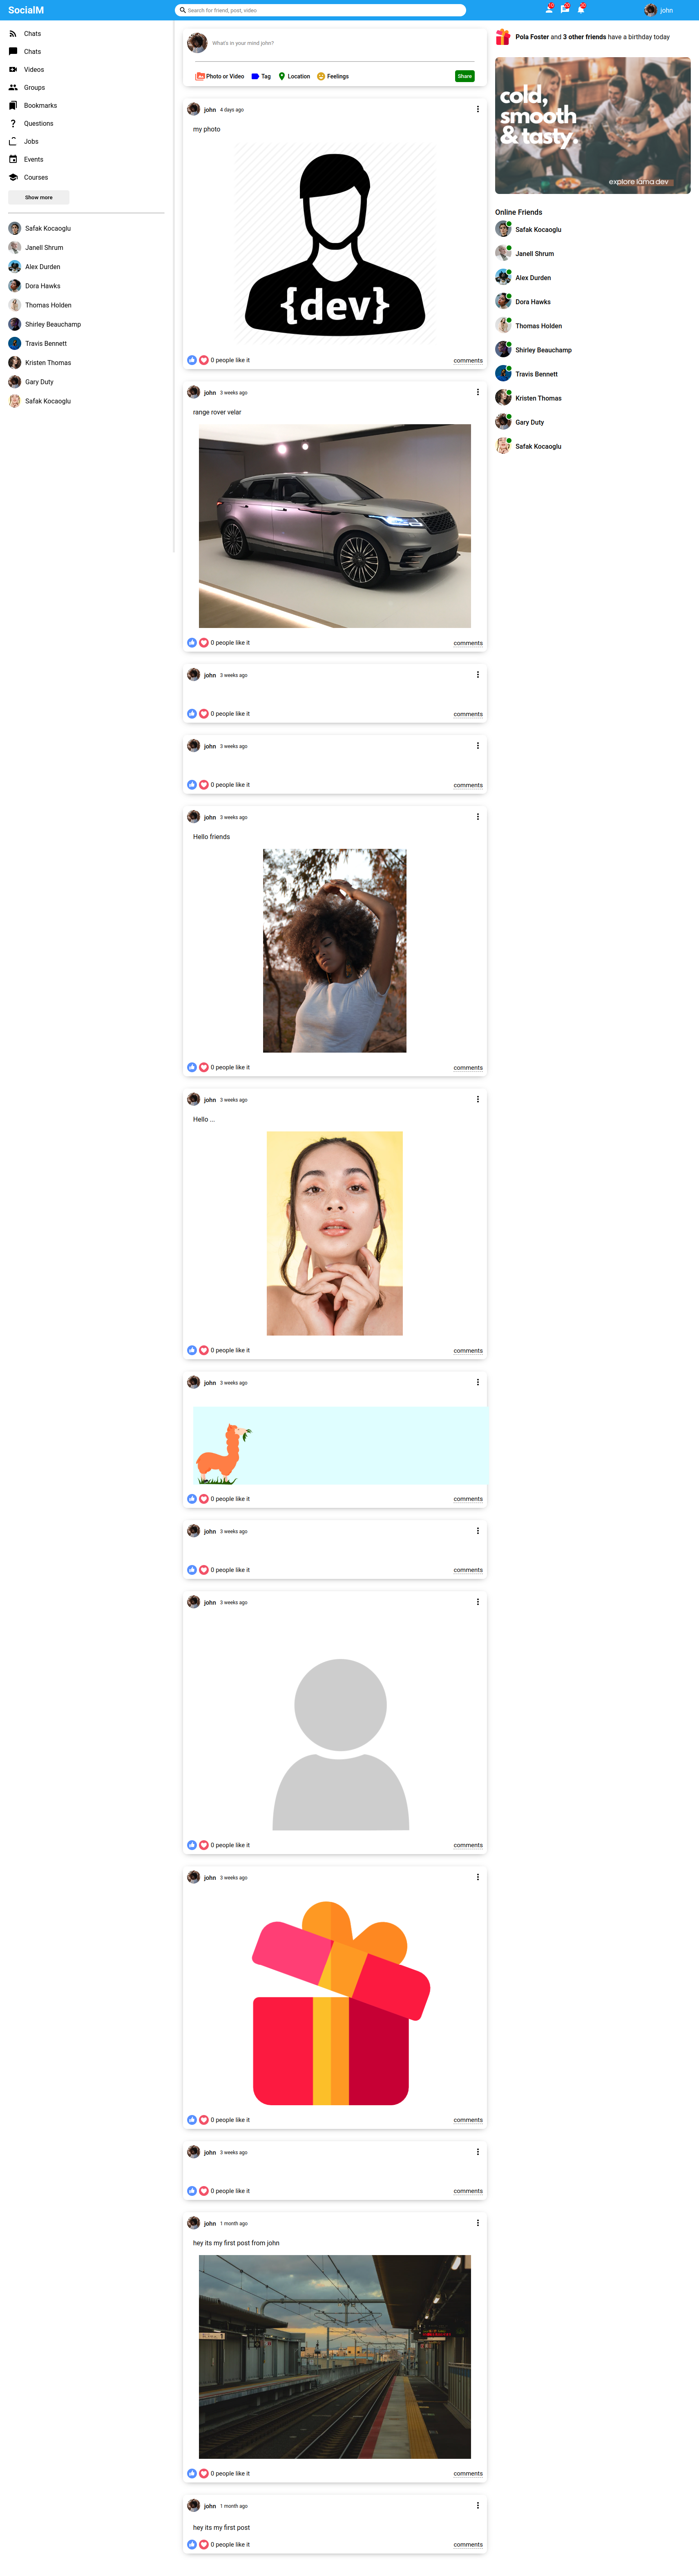 SocialM
Search for friend, post, video
john
Chats
Chats
Videos
Groups
Bookmarks
Questions
Jobs
Events
Courses
Show more
Safak Kocaoglu
Janell Shrum
Alex Durden
Dora Hawks
Thomas Holden
Shirley Beauchamp
Travis Bennett
Kristen Thomas
Gary Duty
Safak Kocaoglu
What's in your mind john?
Photo or Video
Tag
Location
Feelings
Share
john 4 days ago
my photo
{dev}
0 people like it
comments
john 3 weeks ago
range rover velar
0 people like it
comments
john 3 weeks ago
0 people like it
comments
john 3 weeks ago
0 people like it
comments
john 3 weeks ago
Hello friends
0 people like it
comments
john 3 weeks ago
Hello ...
0 people like it
comments
john 3 weeks ago
0 people like it
comments
john 3 weeks ago
0 people like it
comments
john 3 weeks ago
0 people like it
comments
john 3 weeks ago
0 people like it
comments
john 3 weeks ago
0 people like it
comments
john 1 month ago
hey its my first post from john
0 people like it
comments
john 1 month ago
hey its my first post
0 people like it
comments
Pola Foster and 3 other friends have a birthday today
cold,
smooth
& tasty.
explore lama dev
Online Friends
Safak Kocaoglu
Janell Shrum
Alex Durden
Dora Hawks
Thomas Holden
Shirley Beauchamp
Travis Bennett
Kristen Thomas
Gary Duty
Safak Kocaoglu